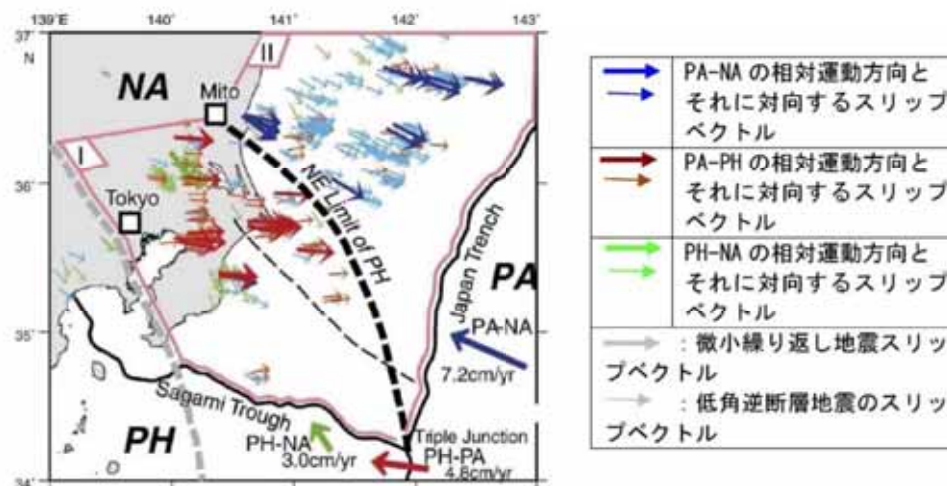 139°E 140° 141° 142° 143°
37°
N
36°
35°
34°
NA
II
Mito
I
Tokyo
NE Limit of PH
Japan Trench
PA
PA-NA
7.2cm/yr
Sagami Trough
PH
PH-NA
3.0cm/yr
Triple Junction
PH-PA
4.8cm/yr
PA-NA の相対運動方向と
それに対向するスリップ
ベクトル
PA-PH の相対運動方向と
それに対向するスリップ
ベクトル
PH-NA の相対運動方向と
それに対向するスリップ
ベクトル
：微小繰り返し地震スリッ
プベクトル
：低角逆断層地震のスリッ
プベクトル